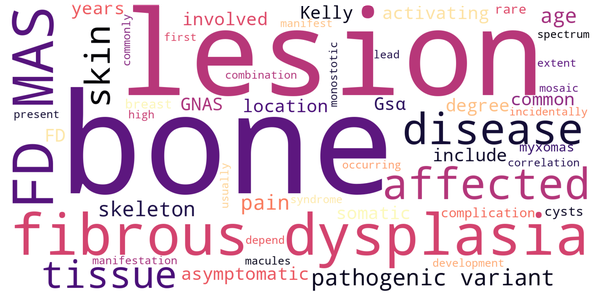 years
involved
Kelly
activating
rare
age
manifest
spectrum
MAS
skin
commonly
lesion
first
combination
monostotic
lead
extent
mosaic
present
FD
breast
high
GNAS
location
Gsα
degree
common
incidentally
FD
bone
disease
myxomas
include
correlation
occurring
affected
usually
skeleton
pain
syndrome
somatic
complication
cysts
fibrous dysplasia
depend
manifestation
macules
development
tissue
asymptomatic
pathogenic variant